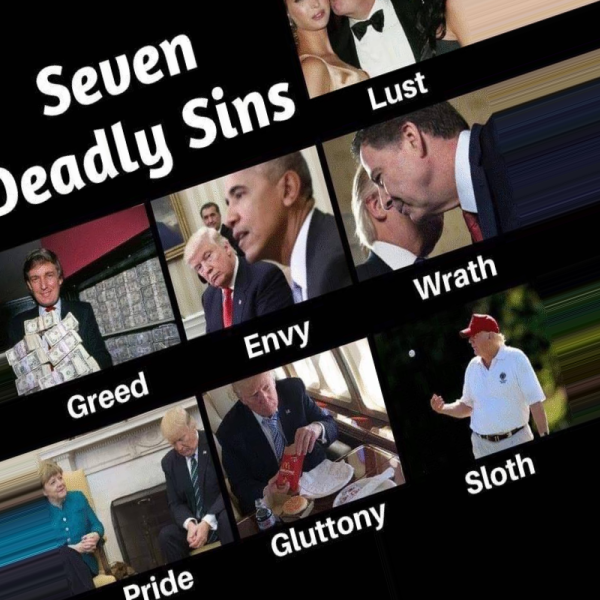 Seven
Deadly Sins
Lust
Greed
Envy
Wrath
Pride
Gluttony
Sloth